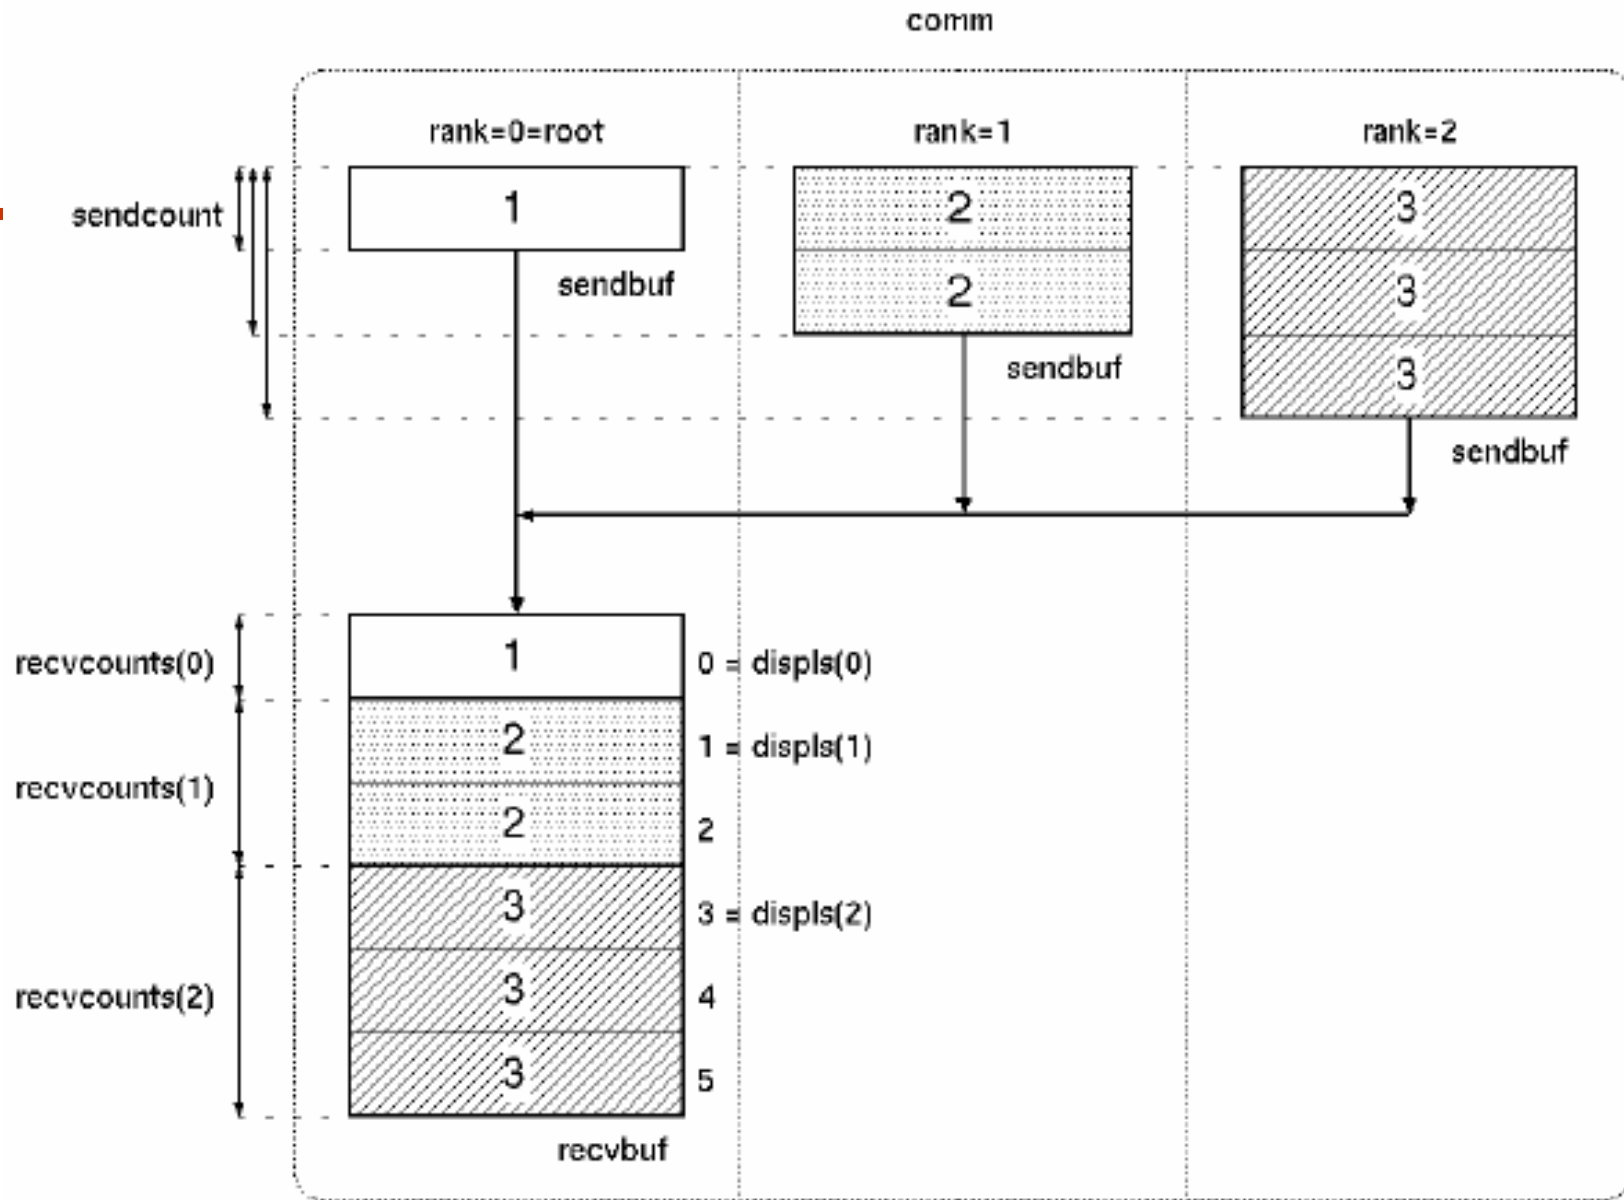 comm
rank=0=root
rank=1
rank=2
sendcount
1
2
3
sendbuf
2
3
sendbuf
3
sendbuf
recvcounts(0)
1
0 = displs(0)
2
1 = displs(1)
recvcounts(1)
2
2
3
3 = displs(2)
recvcounts(2)
3
4
3
5
recvbuf